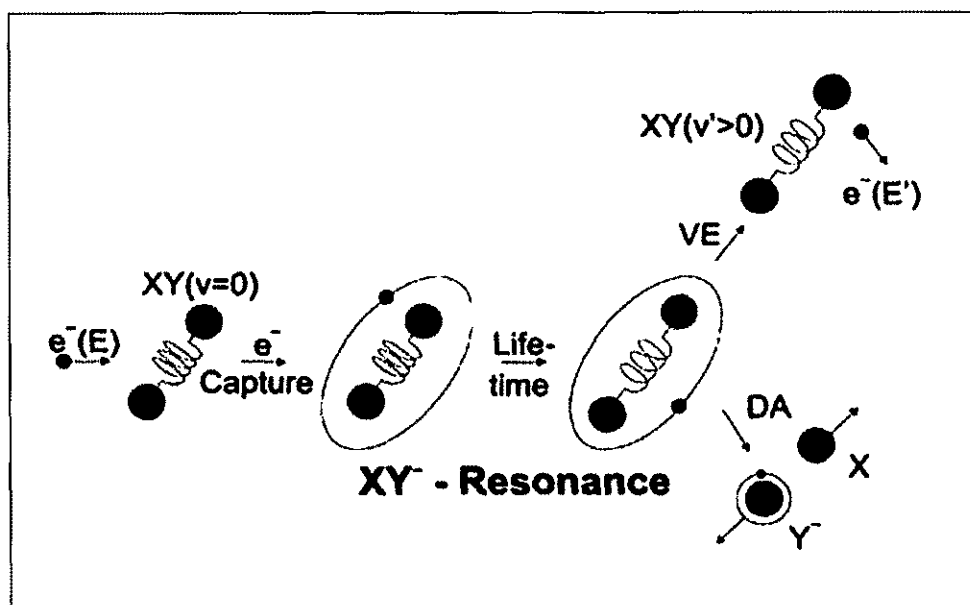 XY(v=0)
e⁻(E)
e⁻
Capture
Life-
time
XY⁻ - Resonance
XY(v'>0)
e⁻(E')
VE
DA
X
Y⁻